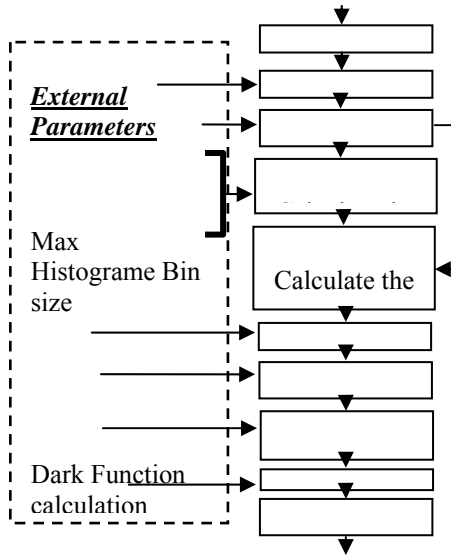 External
Parameters
Max
Histograme Bin
size
Calculate the
Dark Function
calculation